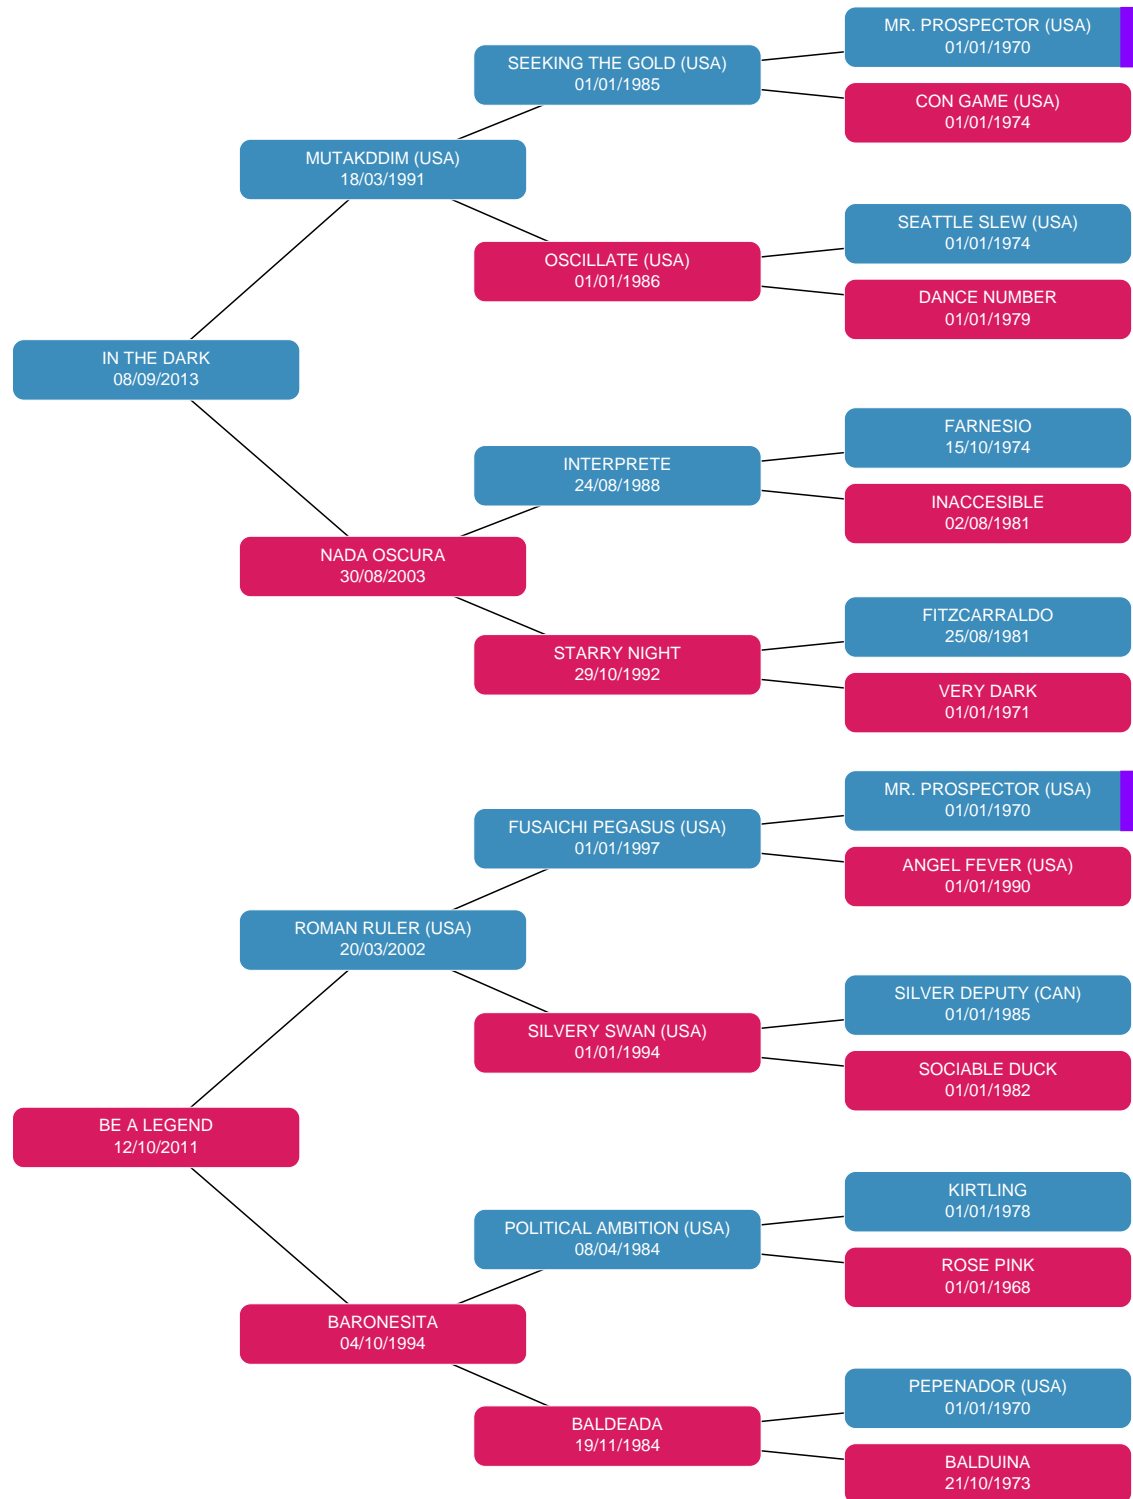 MR. PROSPECTOR (USA)
01/01/1970
SEEKING THE GOLD (USA)
01/01/1985
CON GAME (USA)
01/01/1974
MUTAKDDIM (USA)
18/03/1991
SEATTLE SLEW (USA)
01/01/1974
OSCILLATE (USA)
01/01/1986
DANCE NUMBER
01/01/1979
IN THE DARK
08/09/2013
FARNESIO
15/10/1974
INTERPRETE
24/08/1988
INACCESIBLE
02/08/1981
NADA OSCURA
30/08/2003
FITZCARRALDO
25/08/1981
STARRY NIGHT
29/10/1992
VERY DARK
01/01/1971
MR. PROSPECTOR (USA)
01/01/1970
FUSAICHI PEGASUS (USA)
01/01/1997
ANGEL FEVER (USA)
01/01/1990
ROMAN RULER (USA)
20/03/2002
SILVER DEPUTY (CAN)
01/01/1985
SILVERY SWAN (USA)
01/01/1994
SOCIABLE DUCK
01/01/1982
BE A LEGEND
12/10/2011
KIRTLING
01/01/1978
POLITICAL AMBITION (USA)
08/04/1984
ROSE PINK
01/01/1968
BARONESITA
04/10/1994
PEPENADOR (USA)
01/01/1970
BALDEADA
19/11/1984
BALDUINA
21/10/1973